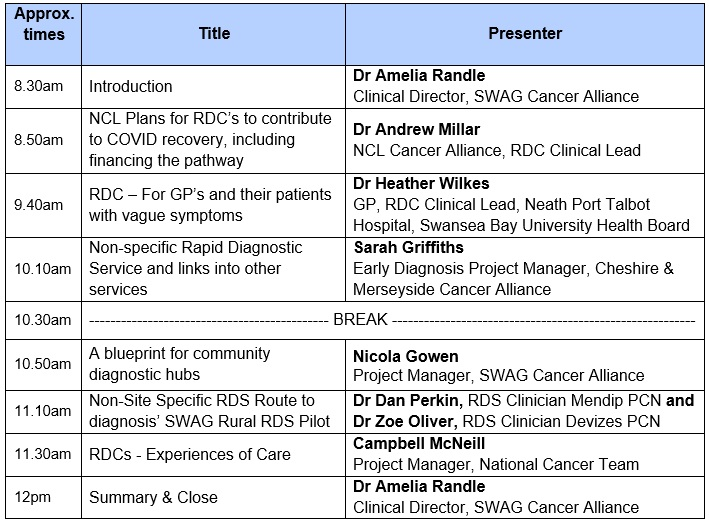 Approx. times Title Presenter
8.30am Introduction Dr Amelia Randle
Clinical Director, SWAG Cancer Alliance
8.50am NCL Plans for RDC's to contribute to COVID recovery, including financing the pathway Dr Andrew Millar
NCL Cancer Alliance, RDC Clinical Lead
9.40am RDC – For GP's and their patients with vague symptoms Dr Heather Wilkes
GP, RDC Clinical Lead, Neath Port Talbot
Hospital, Swansea Bay University Health Board
10.10am Non-specific Rapid Diagnostic Service and links into other services Sarah Griffiths
Early Diagnosis Project Manager, Cheshire &
Merseyside Cancer Alliance
10.30am --------------------------------------------- BREAK ---------------------------------------------------------
10.50am A blueprint for community diagnostic hubs Nicola Gowen
Project Manager, SWAG Cancer Alliance
11.10am Non-Site Specific RDS Route to diagnosis' SWAG Rural RDS Pilot Dr Dan Perkin, RDS Clinician Mendip PCN and
Dr Zoe Oliver, RDS Clinician Devizes PCN
11.30am RDCs - Experiences of Care Campbell McNeill
Project Manager, National Cancer Team
12pm Summary & Close Dr Amelia Randle
Clinical Director, SWAG Cancer Alliance